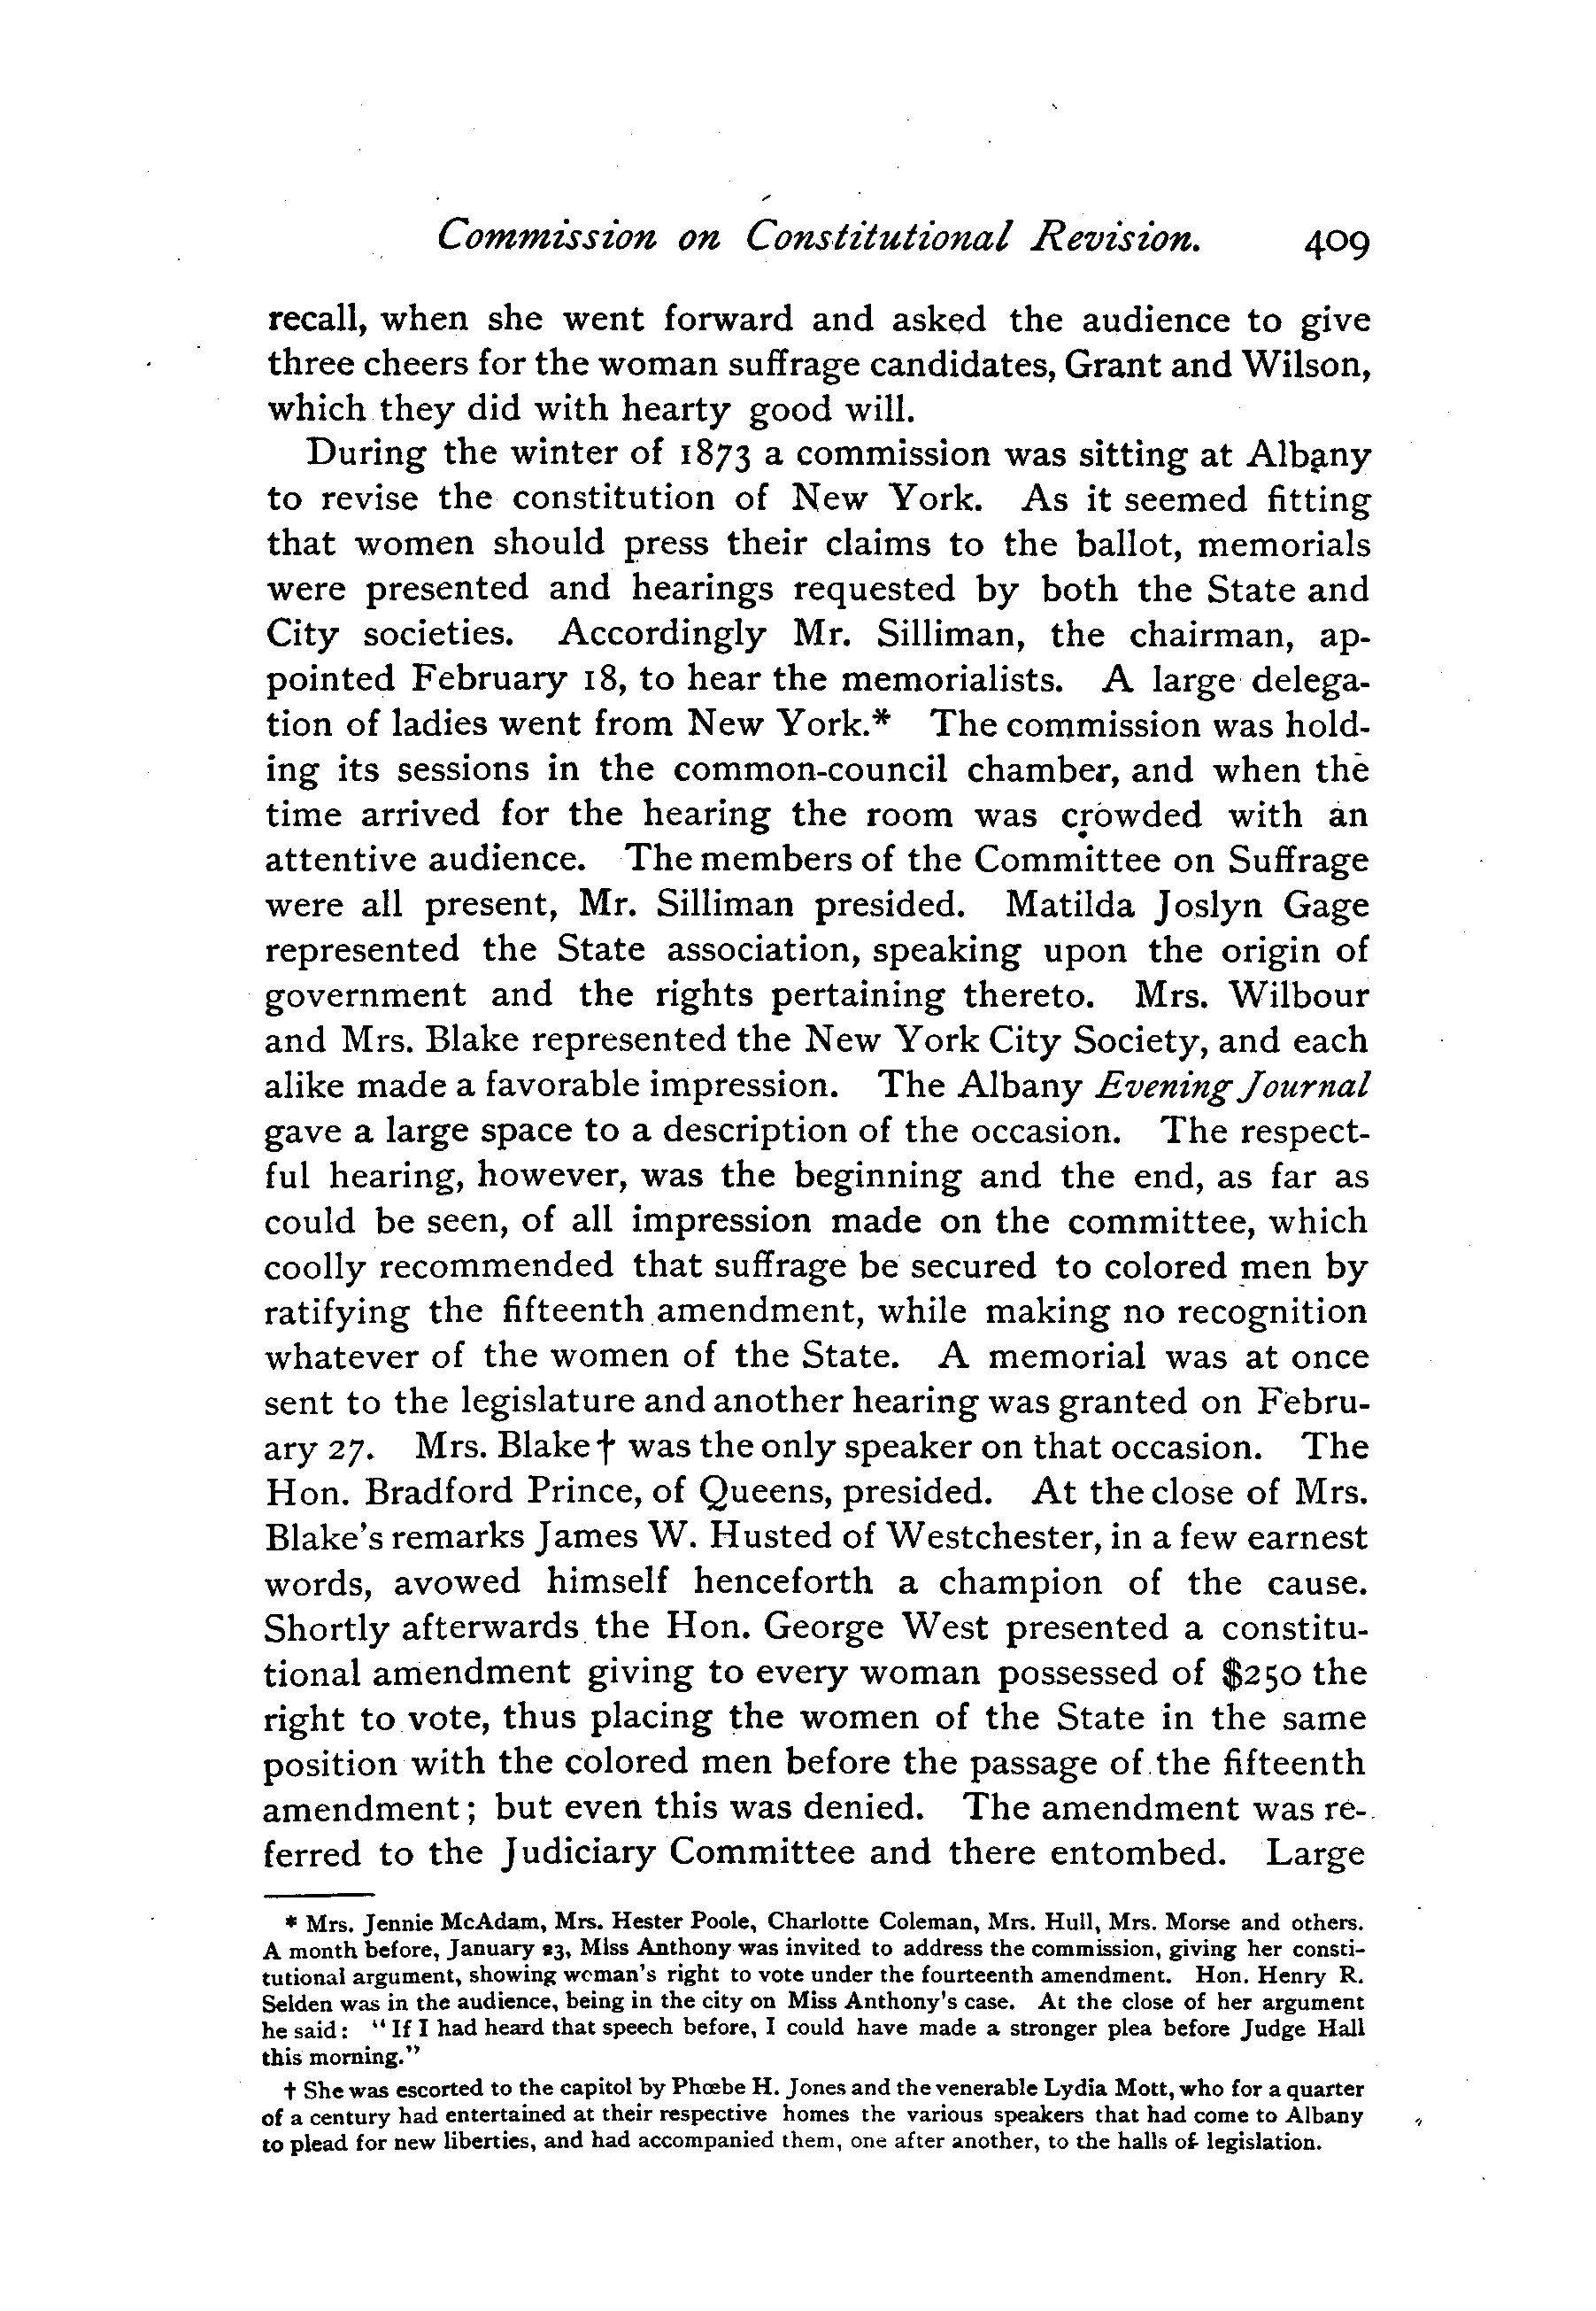 Commission on Constitutional Revision. 409
recall, when she went forward and asked the audience to give
three cheers for the woman suffrage candidates, Grant and Wilson,
which they did with hearty good will.
During the winter of 1873 a commission was sitting at Albany
to revise the constitution of New York. As it seemed fitting
that women should press their claims to the ballot, memorials
were presented and hearings requested by both the State and
City societies. Accordingly Mr. Silliman, the chairman, ap-
pointed February 18, to hear the memorialists. A large delega-
tion of ladies went from New York.* The commission was hold-
ing its sessions in the common-council chamber, and when the
time arrived for the hearing the room was crowded with an
attentive audience. The members of the Committee on Suffrage
were all present, Mr. Silliman presided. Matilda Joslyn Gage
represented the State association, speaking upon the origin of
government and the rights pertaining thereto. Mrs. Wilbour
and Mrs. Blake represented the New York City Society, and each
alike made a favorable impression. The Albany Evening Journal
gave a large space to a description of the occasion. The respect-
ful hearing, however, was the beginning and the end, as far as
could be seen, of all impression made on the committee, which
coolly recommended that suffrage be secured to colored men by
ratifying the fifteenth amendment, while making no recognition
whatever of the women of the State. A memorial was at once
sent to the legislature and another hearing was granted on Febru-
ary 27. Mrs. Blake† was the only speaker on that occasion. The
Hon. Bradford Prince, of Queens, presided. At the close of Mrs.
Blake's remarks James W. Husted of Westchester, in a few earnest
words, avowed himself henceforth a champion of the cause.
Shortly afterwards the Hon. George West presented a constitu-
tional amendment giving to every woman possessed of $250 the
right to vote, thus placing the women of the State in the same
position with the colored men before the passage of the fifteenth
amendment; but even this was denied. The amendment was re-
ferred to the Judiciary Committee and there entombed. Large
* Mrs. Jennie McAdam, Mrs. Hester Poole, Charlotte Coleman, Mrs. Hull, Mrs. Morse and others.
A month before, January 23, Miss Anthony was invited to address the commission, giving her consti-
tutional argument, showing woman's right to vote under the fourteenth amendment. Hon. Henry R.
Selden was in the audience, being in the city on Miss Anthony's case. At the close of her argument
he said: "If I had heard that speech before, I could have made a stronger plea before Judge Hall
this morning."
† She was escorted to the capitol by Phœbe H. Jones and the venerable Lydia Mott, who for a quarter
of a century had entertained at their respective homes the various speakers that had come to Albany
to plead for new liberties, and had accompanied them, one after another, to the halls of legislation.